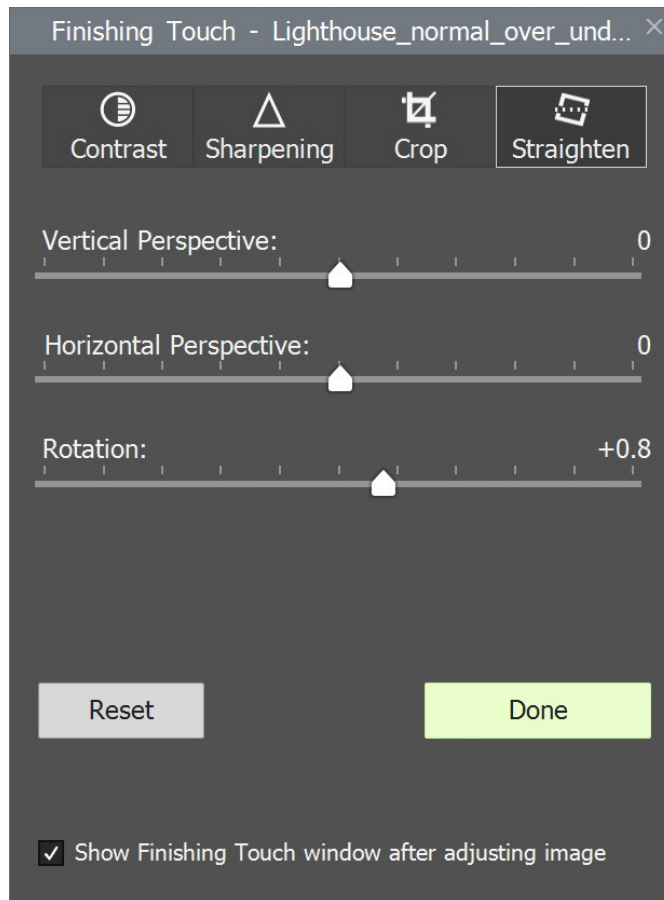 Finishing Touch - Lighthouse_normal_over_und...
Contrast Sharpening Crop Straighten
Vertical Perspective: 0
Horizontal Perspective: 0
Rotation: +0.8
Reset Done
Show Finishing Touch window after adjusting image